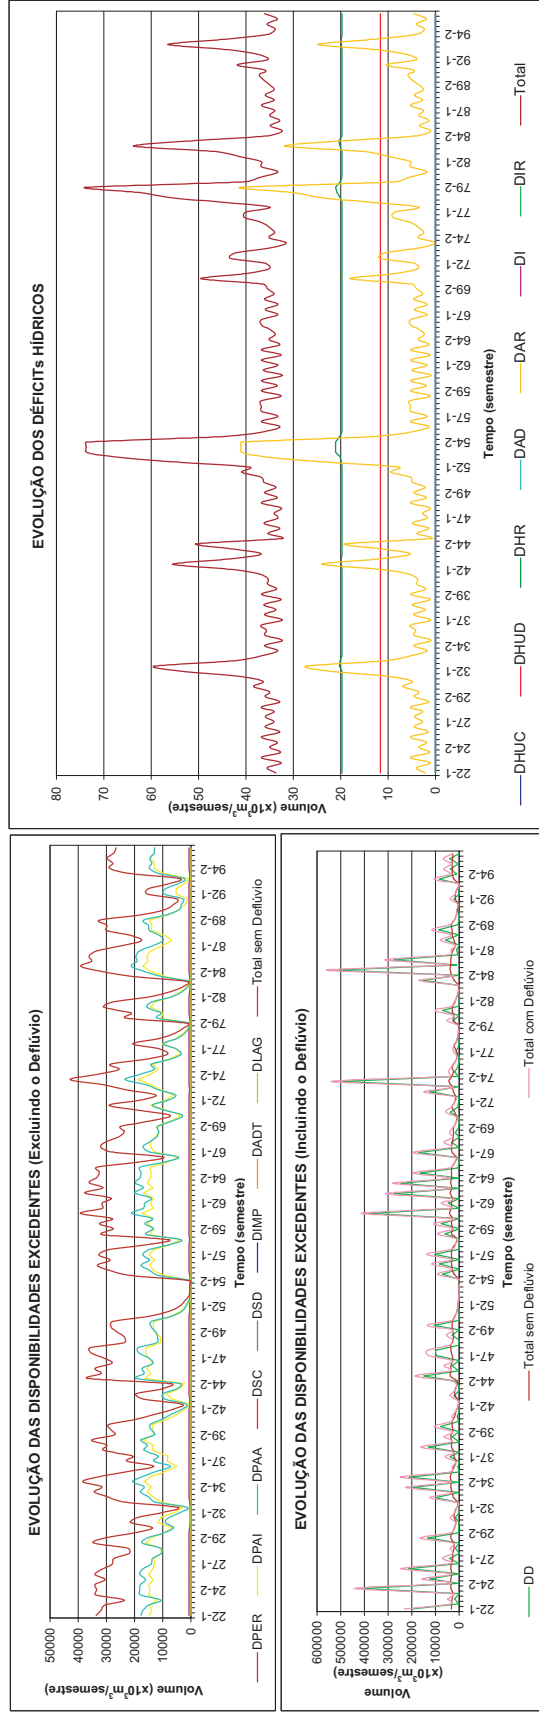 EVOLUÇÃO DAS DISPONIBILIDADES EXCEDENTES (Excluindo o Deflúvio)
Volume (x10³m³/semestre)
50000
40000
30000
20000
10000
0
22-1 24-2 27-1 29-2 32-1 34-2 37-1 39-2 42-1 44-2 47-1 49-2 52-1 54-2 57-1 59-2 62-1 64-2 67-1 69-2 72-1 74-2 77-1 79-2 82-1 84-2 87-1 89-2 92-1 94-2
Tempo (semestre)
DPER DPAI DPAA DSC DSD DIMP DADT DLAG Total sem Deflúvio
EVOLUÇÃO DAS DISPONIBILIDADES EXCEDENTES (Incluindo o Deflúvio)
Volume (x10³m³/semestre)
600000
500000
400000
300000
200000
100000
0
22-1 24-2 27-1 29-2 32-1 34-2 37-1 39-2 42-1 44-2 47-1 49-2 52-1 54-2 57-1 59-2 62-1 64-2 67-1 69-2 72-1 74-2 77-1 79-2 82-1 84-2 87-1 89-2 92-1 94-2
Tempo (semestre)
DD Total sem Deflúvio Total com Deflúvio
EVOLUÇÃO DOS DÉFICITs HÍDRICOS
Volume (x10³m³/semestre)
80
70
60
50
40
30
20
10
0
22-1 24-2 27-1 29-2 32-1 34-2 37-1 39-2 42-1 44-2 47-1 49-2 52-1 54-2 57-1 59-2 62-1 64-2 67-1 69-2 72-1 74-2 77-1 79-2 82-1 84-2 87-1 89-2 92-1 94-2
Tempo (semestre)
DHUC DHUD DHR DAD DAR DI DIR Total